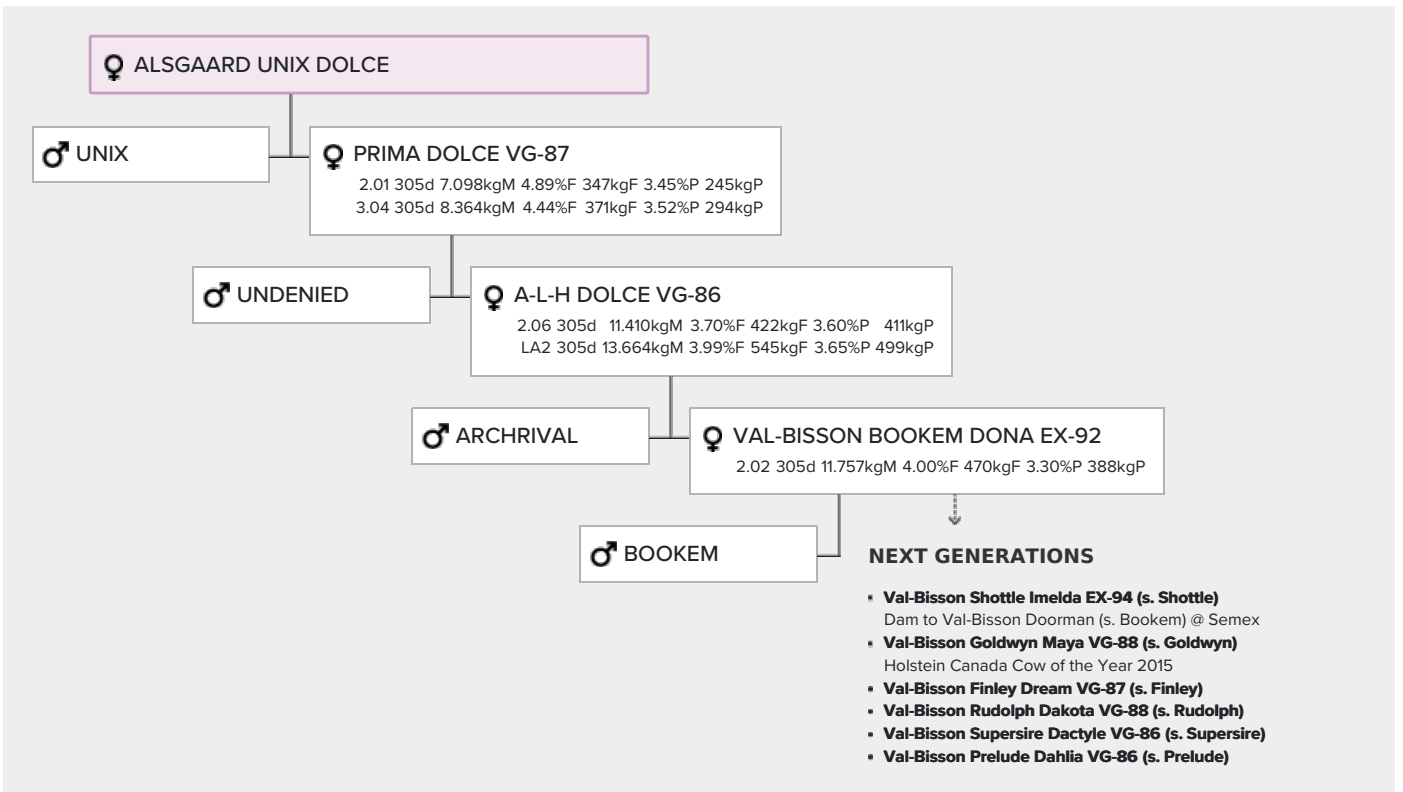 ALSGAARD UNIX DOLCE
UNIX
PRIMA DOLCE VG-87
2.01 305d 7.098kgM 4.89%F 347kgF 3.45%P 245kgP
3.04 305d 8.364kgM 4.44%F 371kgF 3.52%P 294kgP
UNDENIED
A-L-H DOLCE VG-86
2.06 305d 11.410kgM 3.70%F 422kgF 3.60%P 411kgP
LA2 305d 13.664kgM 3.99%F 545kgF 3.65%P 499kgP
ARCHRIVAL
VAL-BISSON BOOKEM DONA EX-92
2.02 305d 11.757kgM 4.00%F 470kgF 3.30%P 388kgP
BOOKEM
NEXT GENERATIONS
Val-Bisson Shottle Imelda EX-94 (s. Shottle)
Dam to Val-Bisson Doorman (s. Bookem) @ Semex
Val-Bisson Goldwyn Maya VG-88 (s. Goldwyn)
Holstein Canada Cow of the Year 2015
Val-Bisson Finley Dream VG-87 (s. Finley)
Val-Bisson Rudolph Dakota VG-88 (s. Rudolph)
Val-Bisson Supersire Dactyle VG-86 (s. Supersire)
Val-Bisson Prelude Dahlia VG-86 (s. Prelude)